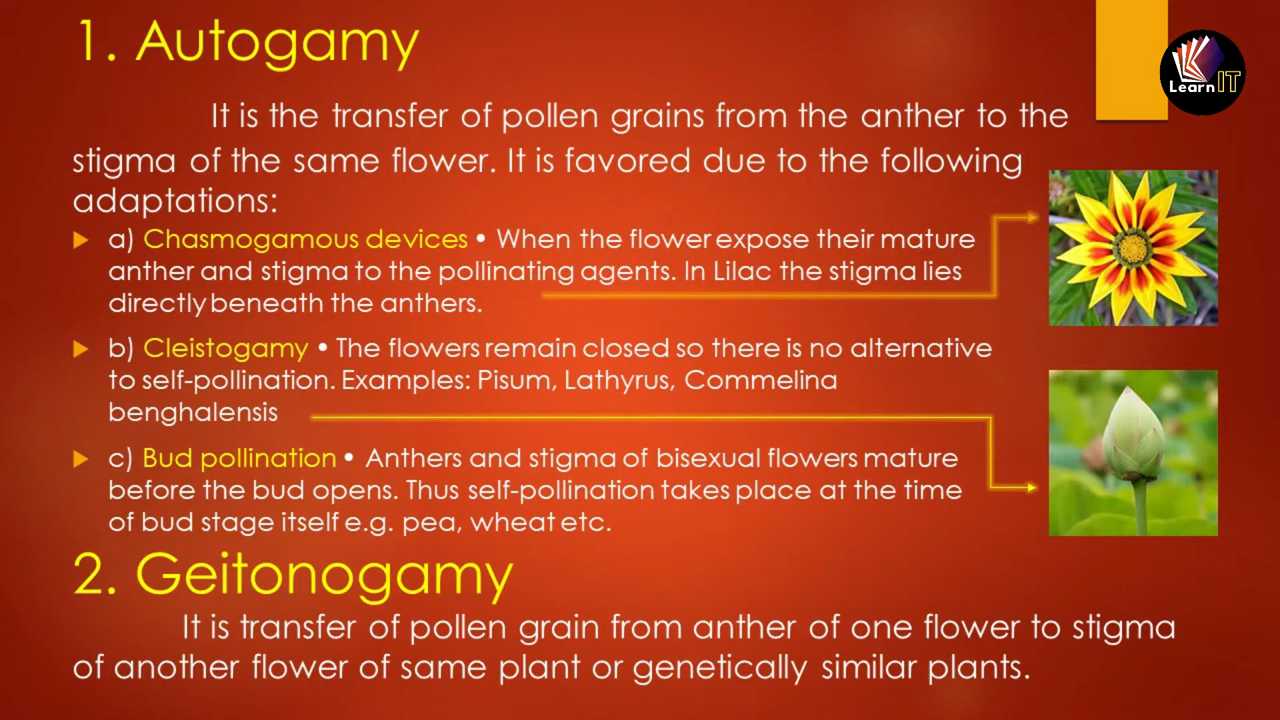 1. Autogamy
Learn IT
It is the transfer of pollen grains from the anther to the
stigma of the same flower. It is favored due to the following
adaptations:
a) Chasmogamous devices • When the flower expose their mature
anther and stigma to the pollinating agents. In Lilac the stigma lies
directly beneath the anthers.
b) Cleistogamy • The flowers remain closed so there is no alternative
to self-pollination. Examples: Pisum, Lathyrus, Commelina
benghalensis
c) Bud pollination • Anthers and stigma of bisexual flowers mature
before the bud opens. Thus self-pollination takes place at the time
of bud stage itself e.g. pea, wheat etc.
2. Geitonogamy
It is transfer of pollen grain from anther of one flower to stigma
of another flower of same plant or genetically similar plants.